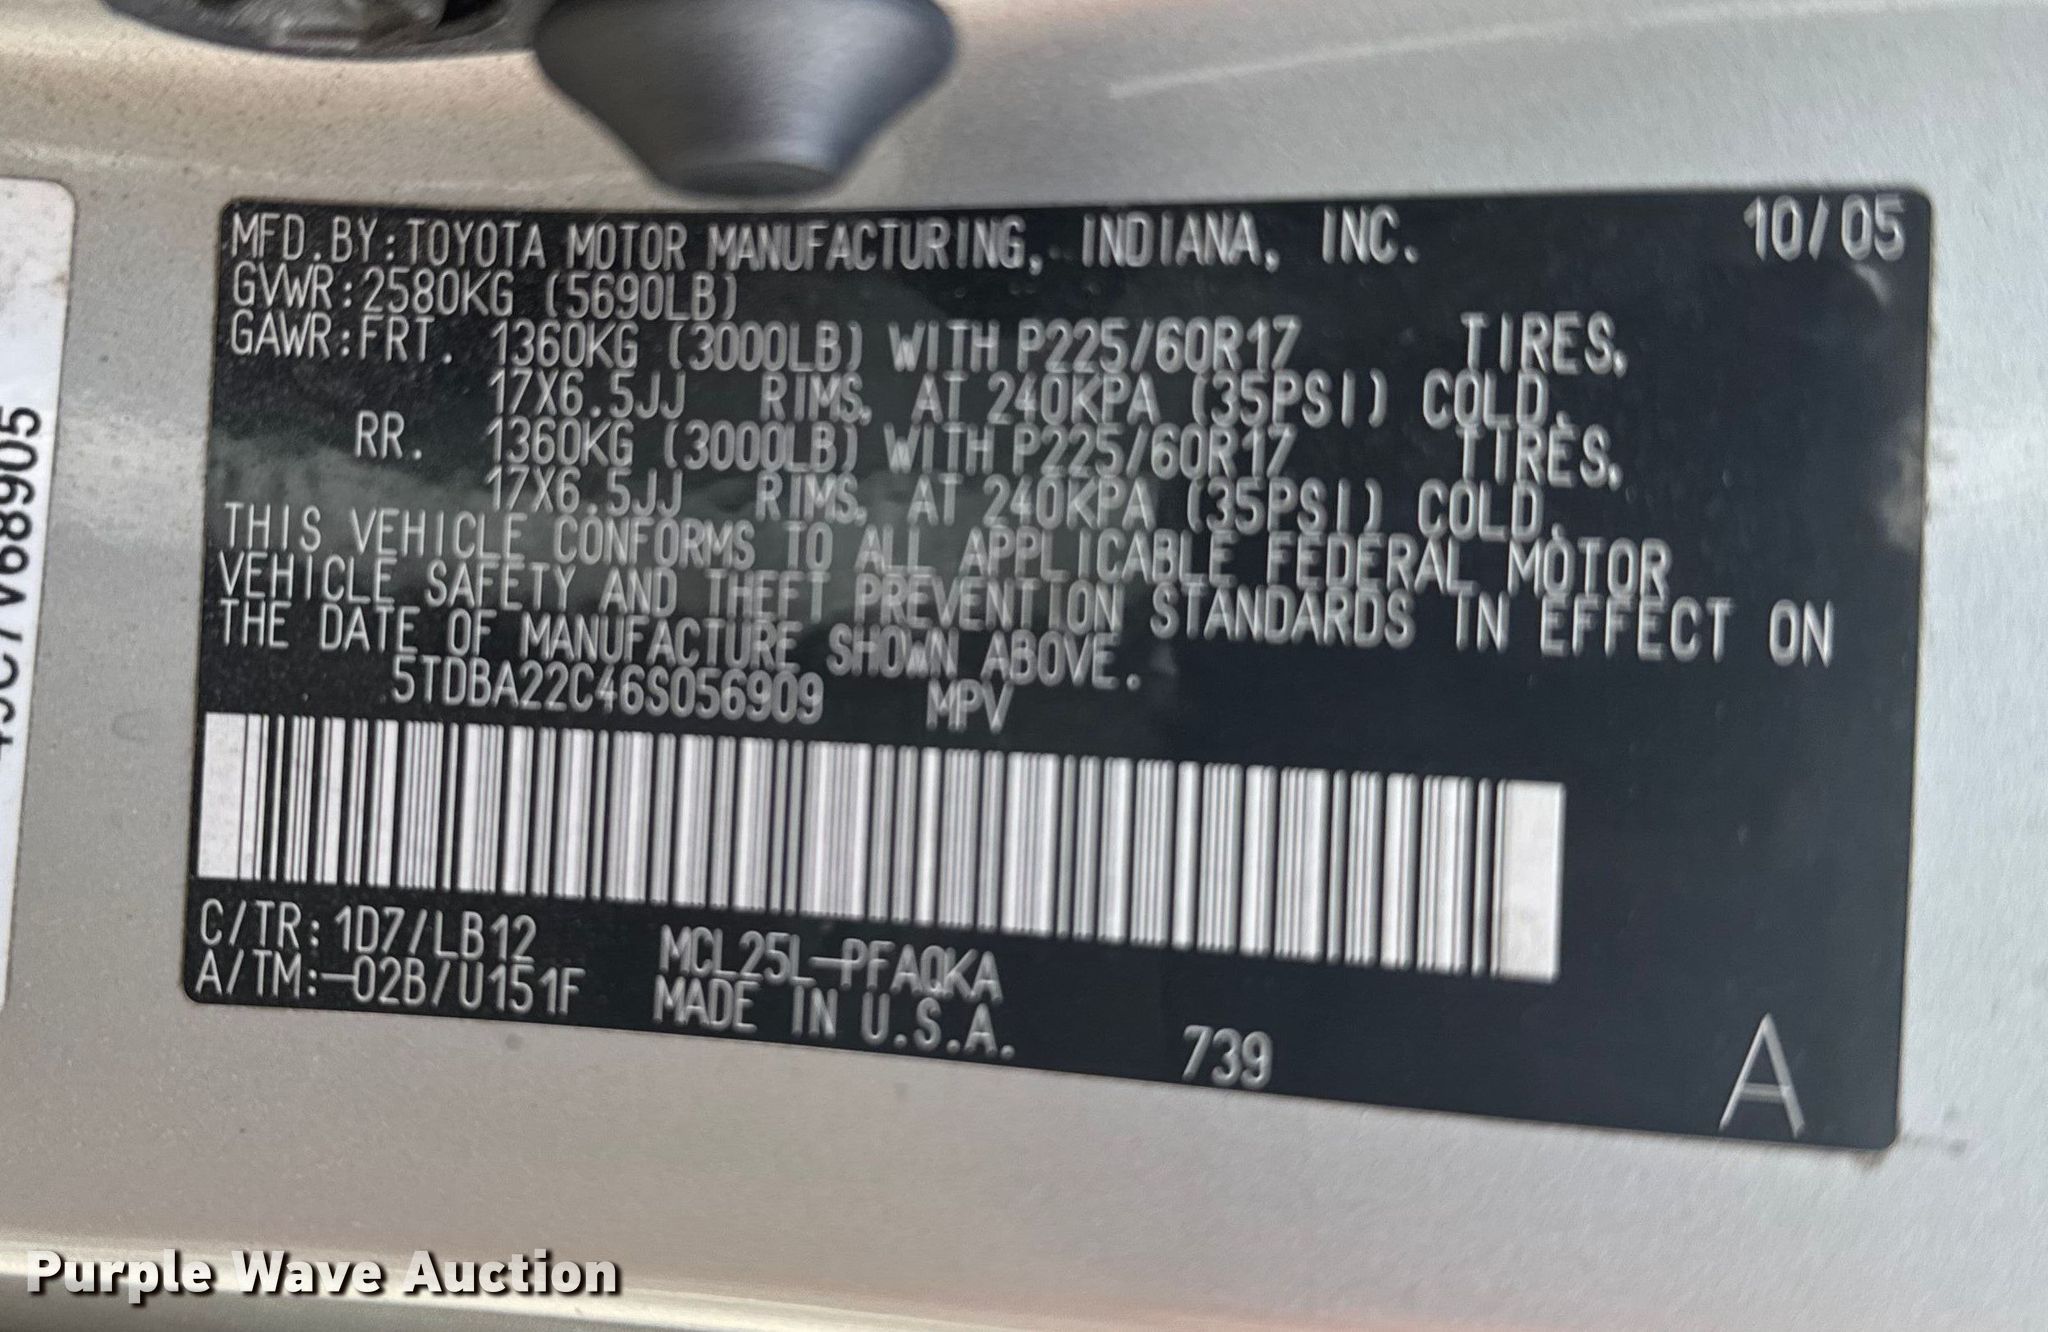 MFD.BY:TOYOTA MOTOR MANUFACTURING, INDIANA, INC. 10/05
GVWR:2580KG (5690LB)
GAWR:FRT. 1360KG (3000LB) WITH P225/60R17 TIRES,
17X6.5JJ RIMS, AT 240KPA (35PSI) COLD.
RR. 1360KG (3000LB) WITH P225/60R17 TIRES,
17X6.5JJ RIMS, AT 240KPA (35PSI) COLD.
THIS VEHICLE CONFORMS TO ALL APPLICABLE FEDERAL MOTOR
VEHICLE SAFETY AND THEFT PREVENTION STANDARDS IN EFFECT ON
THE DATE OF MANUFACTURE SHOWN ABOVE.
5TDBA22C46S056909 MPV
C/TR:1D7/LB12 MCL25L-PFAQKA
A/TM:-02B/U151F MADE IN U.S.A.
739 A
Purple Wave Auction